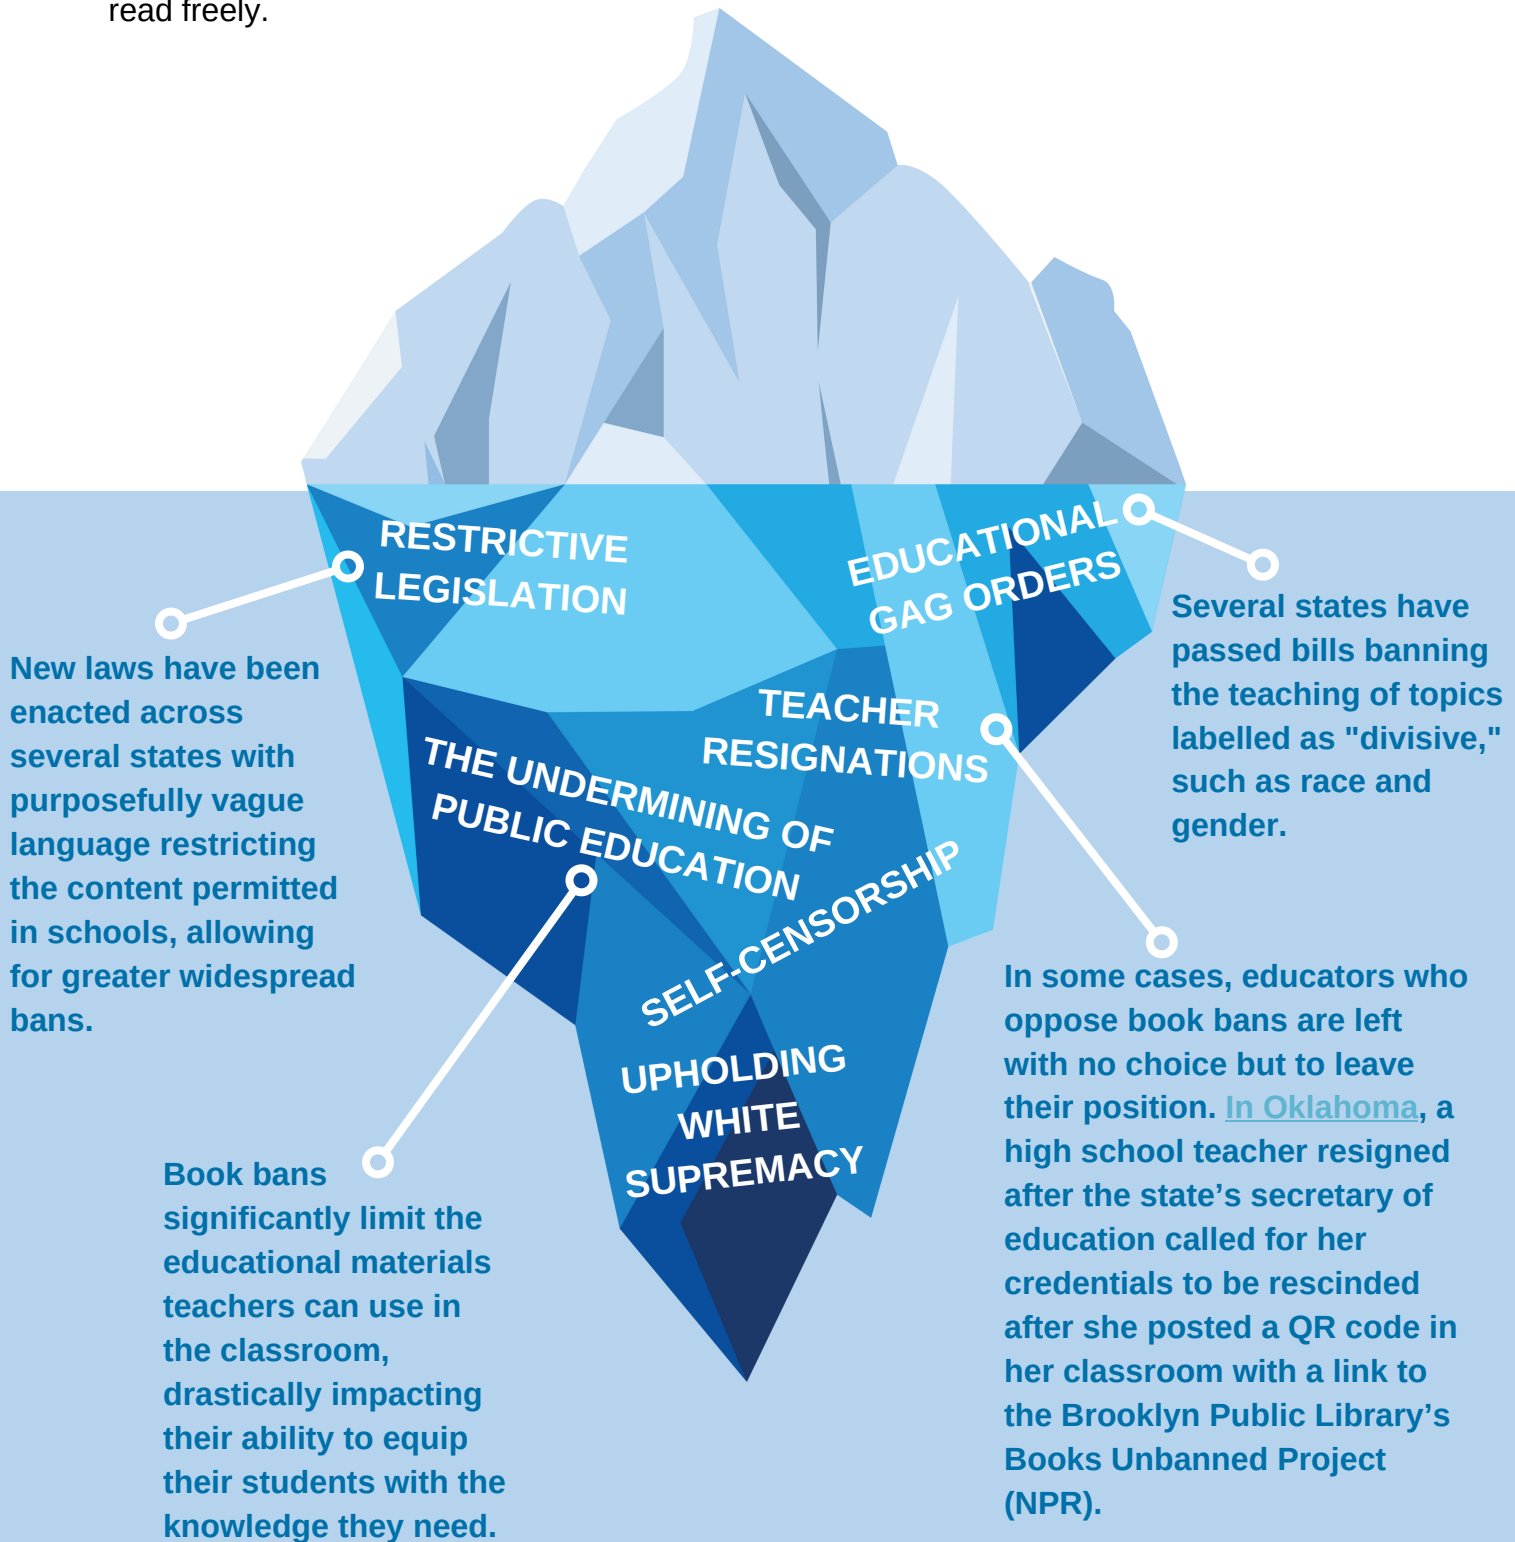 read freely.
RESTRICTIVE
LEGISLATION
EDUCATIONAL
GAG ORDERS
New laws have been
enacted across
several states with
purposefully vague
language restricting
the content permitted
in schools, allowing
for greater widespread
bans.
Several states have
passed bills banning
the teaching of topics
labelled as "divisive,"
such as race and
gender.
TEACHER
RESIGNATIONS
THE UNDERMINING OF
PUBLIC EDUCATION
SELF-CENSORSHIP
UPHOLDING
WHITE
SUPREMACY
In some cases, educators who
oppose book bans are left
with no choice but to leave
their position. In Oklahoma, a
high school teacher resigned
after the state’s secretary of
education called for her
credentials to be rescinded
after she posted a QR code in
her classroom with a link to
the Brooklyn Public Library’s
Books Unbanned Project
(NPR).
Book bans
significantly limit the
educational materials
teachers can use in
the classroom,
drastically impacting
their ability to equip
their students with the
knowledge they need.